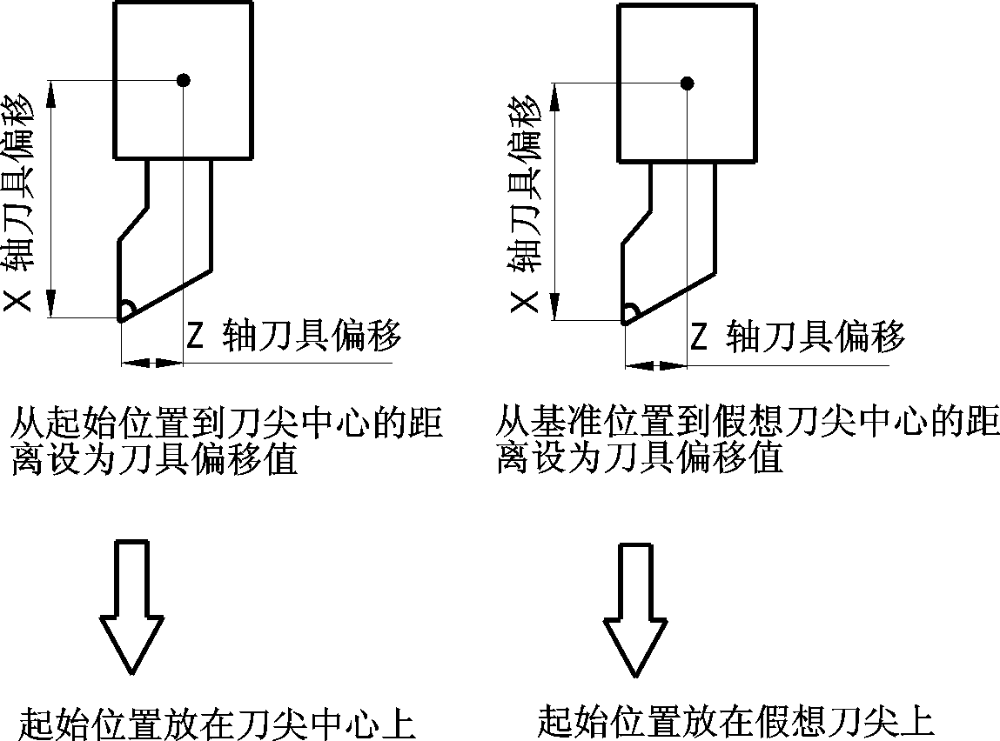 X 轴刀具偏移
Z 轴刀具偏移
从起始位置到刀尖中心的距
离设为刀具偏移值
起始位置放在刀尖中心上
X 轴刀具偏移
Z 轴刀具偏移
从基准位置到假想刀尖中心的距
离设为刀具偏移值
起始位置放在假想刀尖上